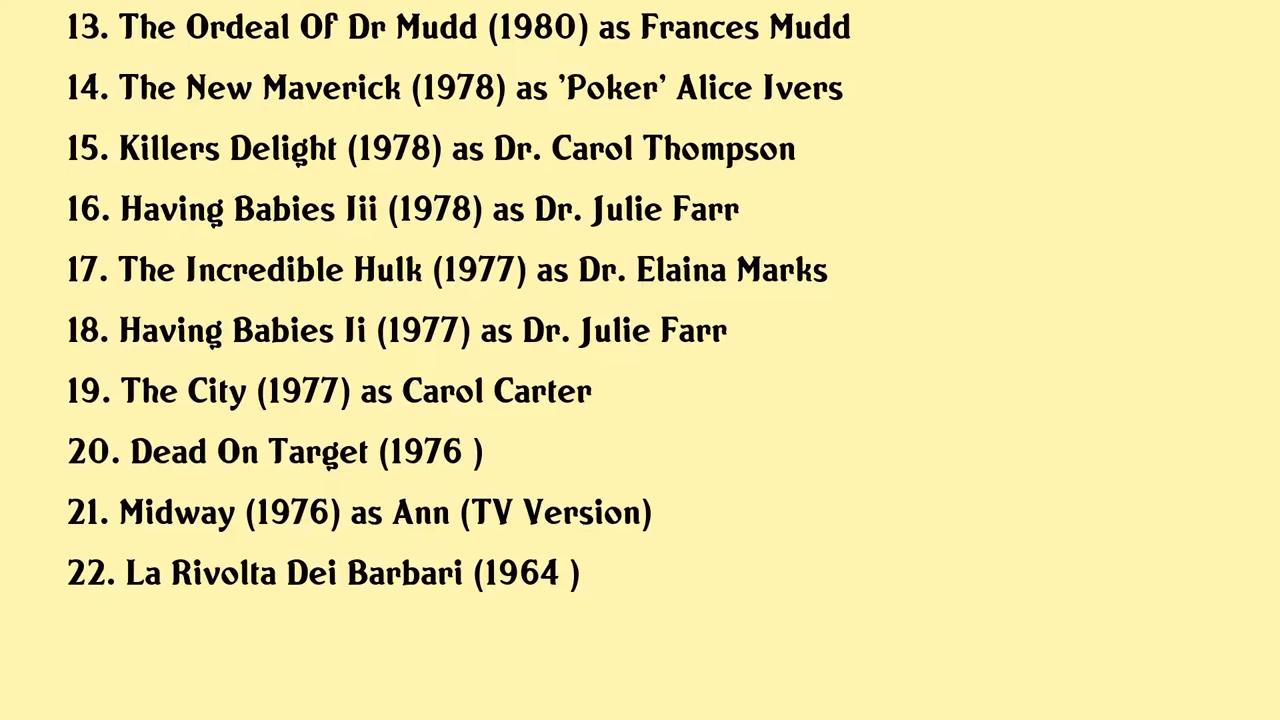 13. The Ordeal Of Dr Mudd (1980) as Frances Mudd
14. The New Maverick (1978) as 'Poker' Alice Ivers
15. Killers Delight (1978) as Dr. Carol Thompson
16. Having Babies Iii (1978) as Dr. Julie Farr
17. The Incredible Hulk (1977) as Dr. Elaina Marks
18. Having Babies Ii (1977) as Dr. Julie Farr
19. The City (1977) as Carol Carter
20. Dead On Target (1976 )
21. Midway (1976) as Ann (TV Version)
22. La Rivolta Dei Barbari (1964 )